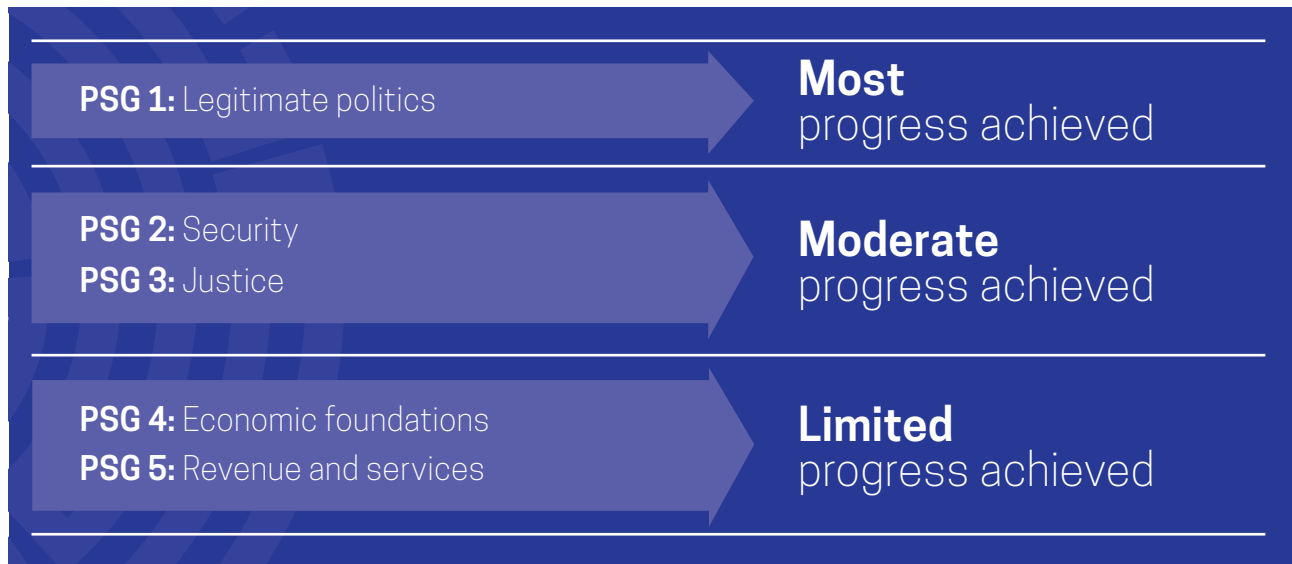 PSG 1: Legitimate politics
Most
progress achieved
PSG 2: Security
PSG 3: Justice
Moderate
progress achieved
PSG 4: Economic foundations
PSG 5: Revenue and services
Limited
progress achieved